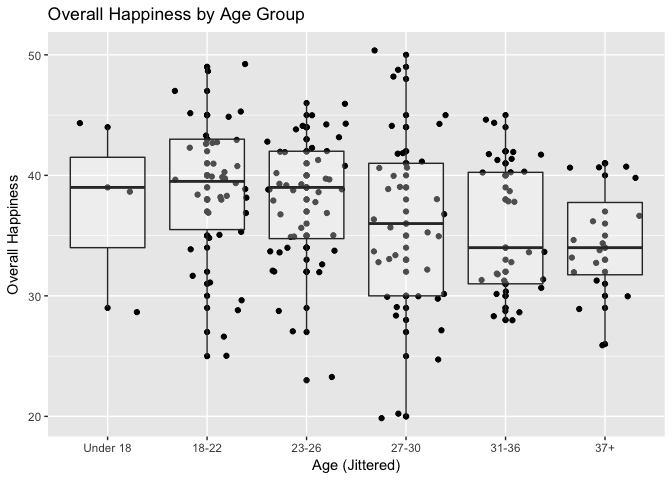 Overall Happiness by Age Group
Overall Happiness
50
40
30
20
Under 18 18-22 23-26 27-30 31-36 37+
Age (Jittered)